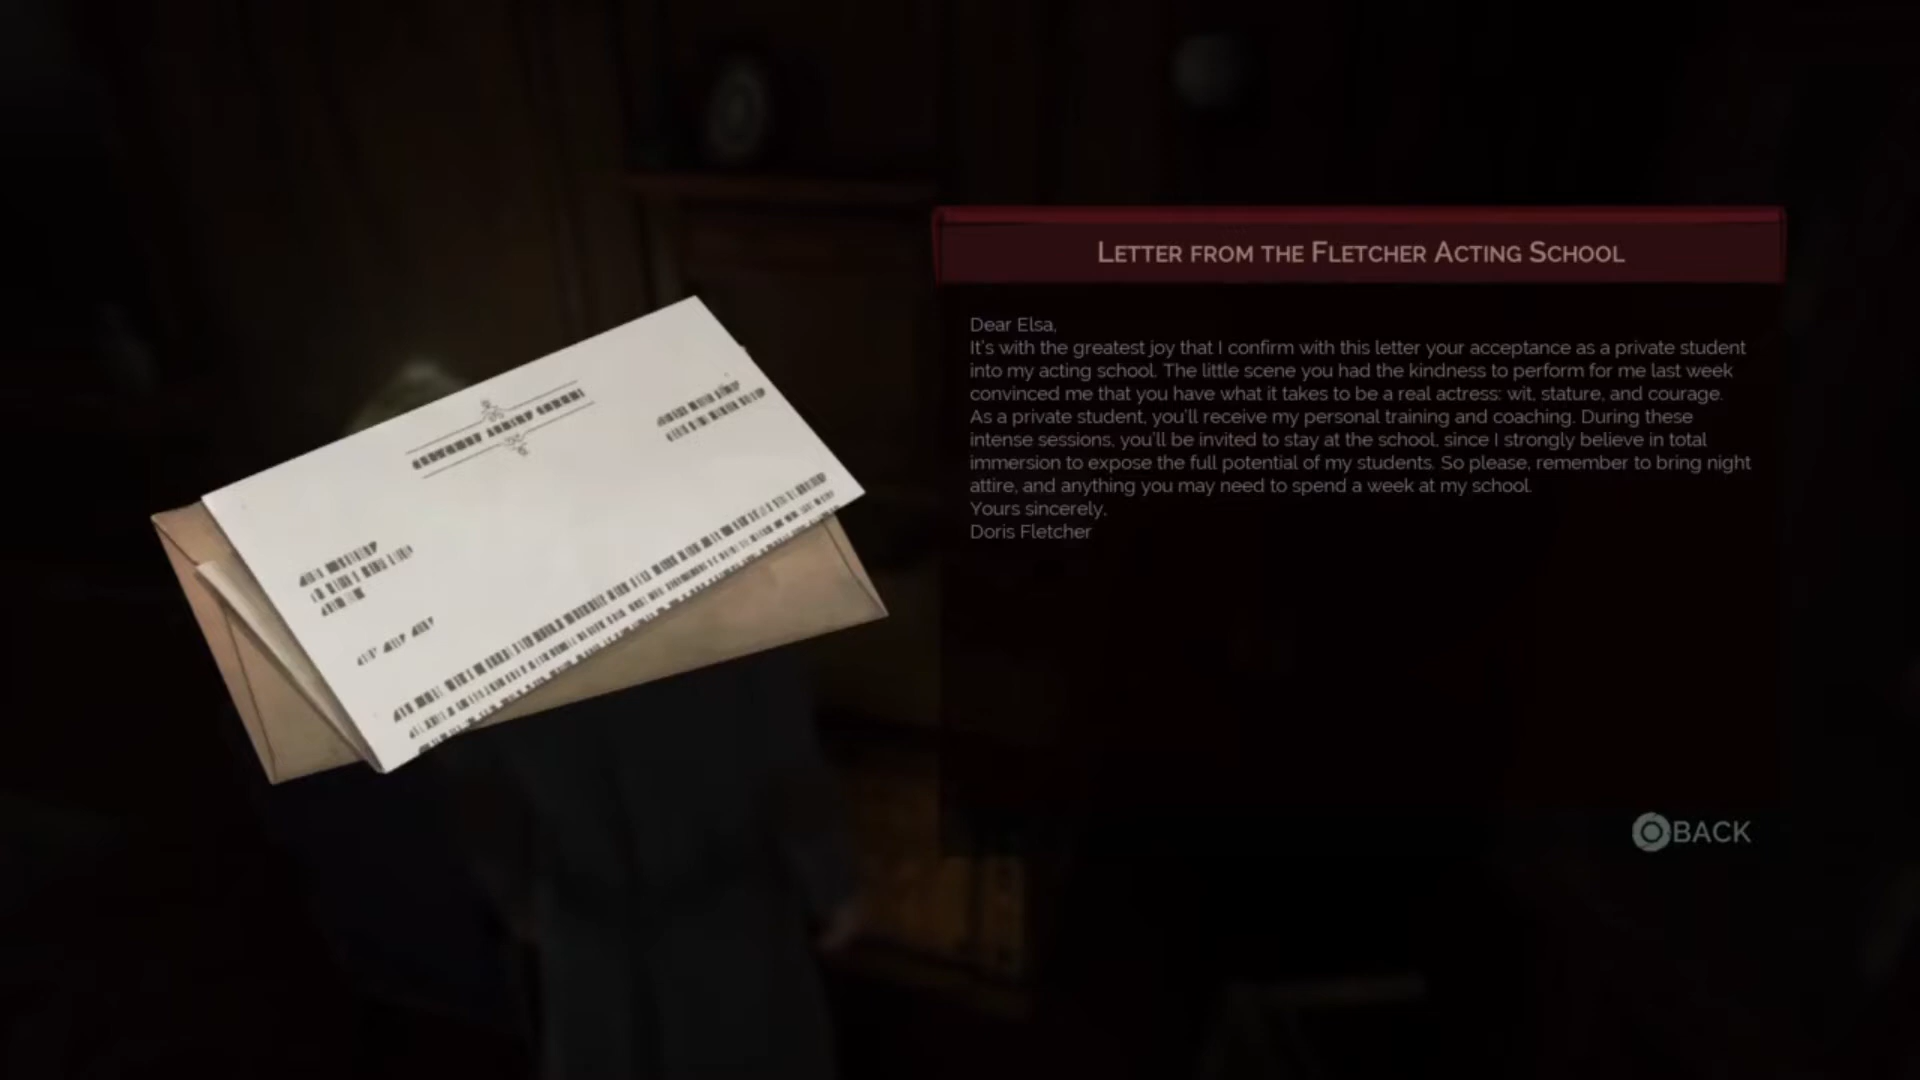 LETTER FROM THE FLETCHER ACTING SCHOOL
Dear Elsa,
It's with the greatest joy that I confirm with this letter your acceptance as a private student
into my acting school. The little scene you had the kindness to perform for me last week
convinced me that you have what it takes to be a real actress: wit, stature, and courage.
As a private student, you'll receive my personal training and coaching. During these
intense sessions, you'll be invited to stay at the school, since I strongly believe in total
immersion to expose the full potential of my students. So please, remember to bring night
attire, and anything you may need to spend a week at my school.
Yours sincerely,
Doris Fletcher
BACK